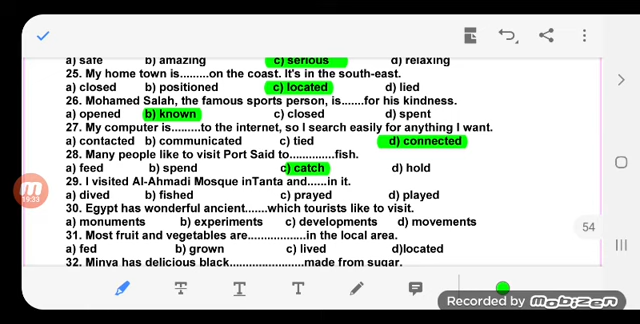 a) safe b) amazing c) serious d) relaxing
25. My home town is.........on the coast. It's in the south-east.
a) closed b) positioned c) located d) lied
26. Mohamed Salah, the famous sports person, is.......for his kindness.
a) opened b) known c) closed d) spent
27. My computer is.........to the internet, so I search easily for anything I want.
a) contacted b) communicated c) tied d) connected
28. Many people like to visit Port Said to..............fish.
a) feed b) spend c) catch d) hold
29. I visited Al-Ahmadi Mosque inTanta and......in it.
a) dived b) fished c) prayed d) played
30. Egypt has wonderful ancient.......which tourists like to visit.
a) monuments b) experiments c) developments d) movements
31. Most fruit and vegetables are..................in the local area.
a) fed b) grown c) lived d)located
32. Minya has delicious black.......................made from sugar.
19:33
54
T T T
Recorded by Mobizen